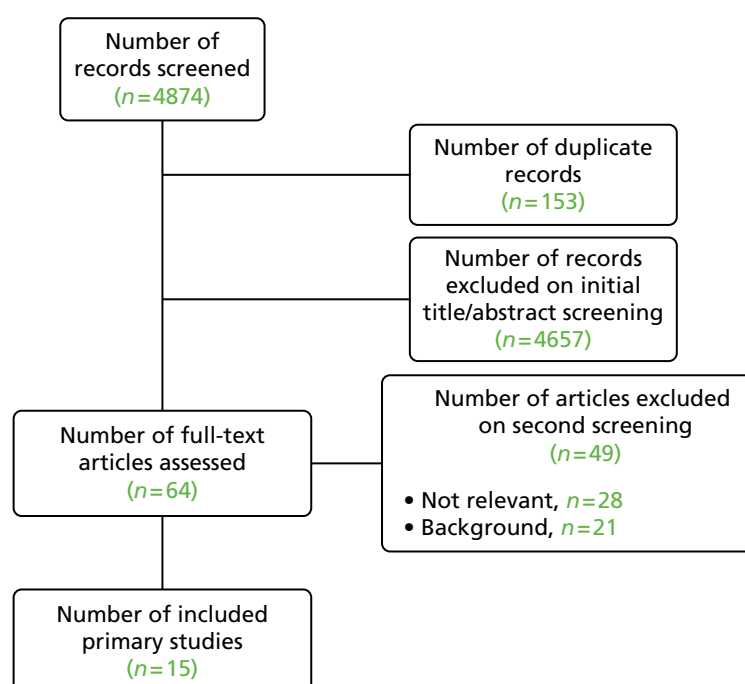 Number of
records screened
(n=4874)
Number of duplicate
records
(n=153)
Number of records
excluded on initial
title/abstract screening
(n=4657)
Number of full-text
articles assessed
(n=64)
Number of articles excluded
on second screening
(n=49)
• Not relevant, n=28
• Background, n=21
Number of included
primary studies
(n=15)